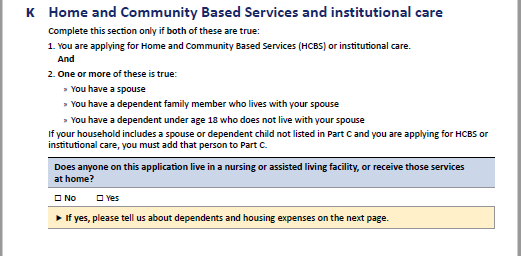 K Home and Community Based Services and institutional care
Complete this section only if both of these are true:
1. You are applying for Home and Community Based Services (HCBS) or institutional care.
And
2. One or more of these is true:
» You have a spouse
» You have a dependent family member who lives with your spouse
» You have a dependent under age 18 who does not live with your spouse
If your household includes a spouse or dependent child not listed in Part C and you are applying for HCBS or
institutional care, you must add that person to Part C.
Does anyone on this application live in a nursing or assisted living facility, or receive those services
at home?
☐ No ☐ Yes
► If yes, please tell us about dependents and housing expenses on the next page.